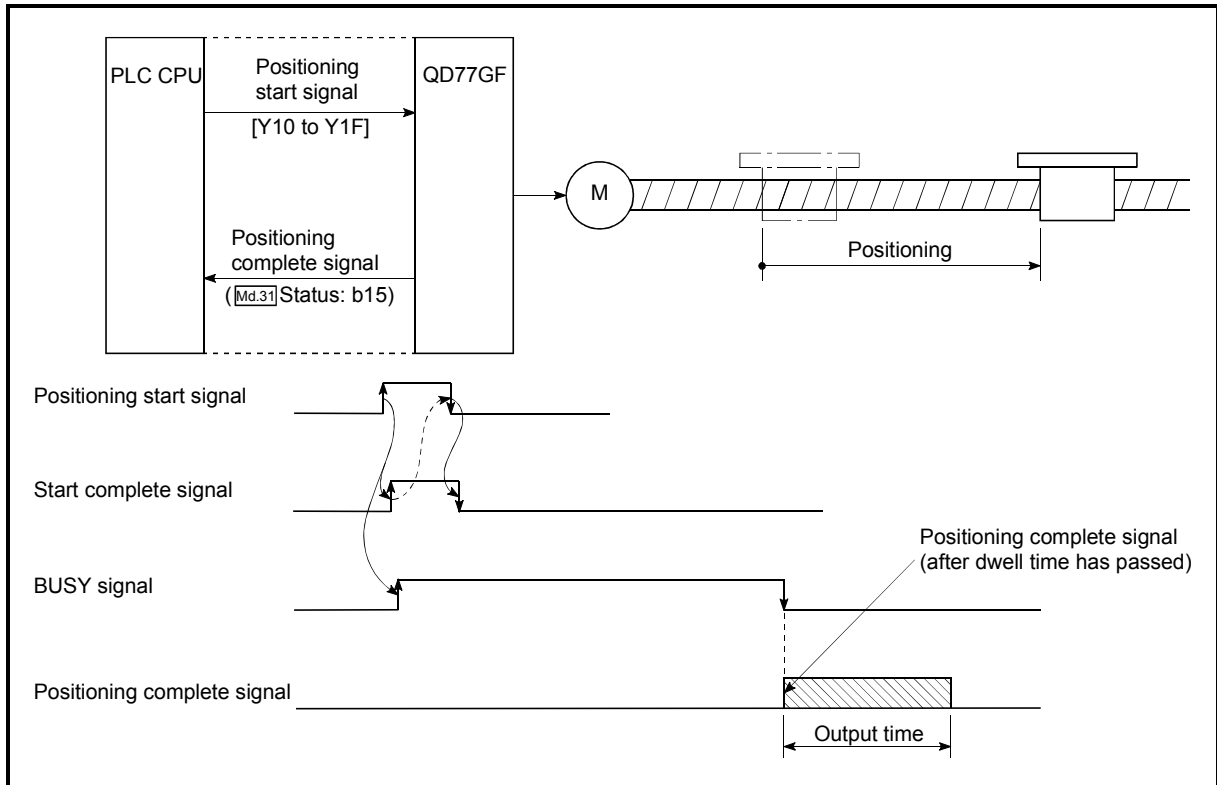 PLC CPU
Positioning
start signal
[Y10 to Y1F]
QD77GF
M
Positioning
complete signal
( Md.31 Status: b15)
Positioning
Positioning start signal
Start complete signal
BUSY signal
Positioning complete signal
(after dwell time has passed)
Positioning complete signal
Output time